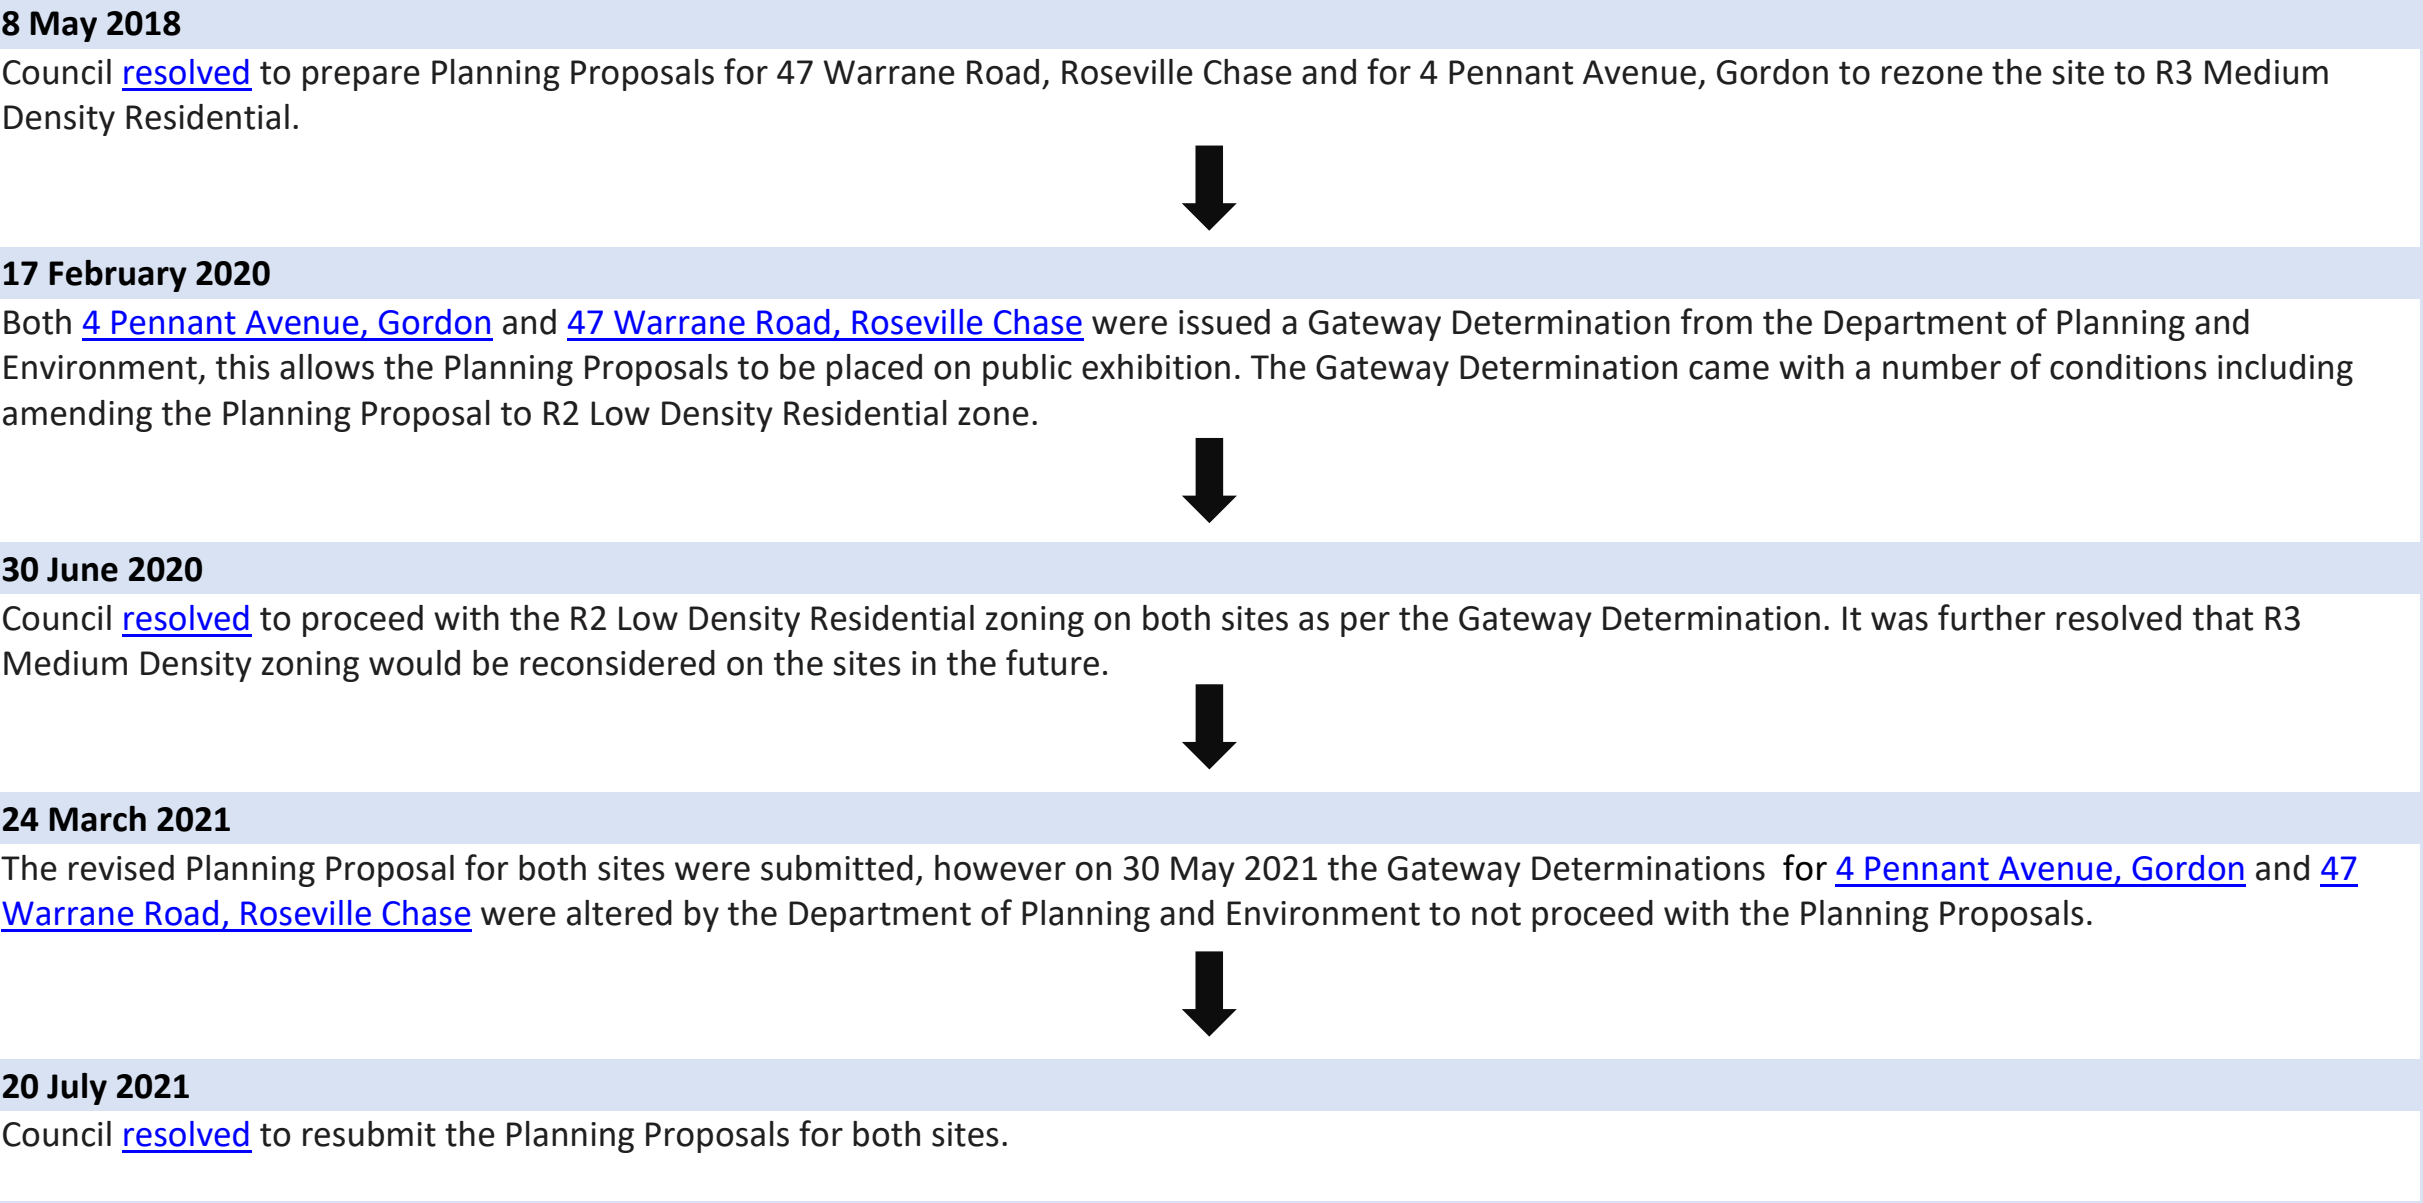 8 May 2018
Council resolved to prepare Planning Proposals for 47 Warrane Road, Roseville Chase and for 4 Pennant Avenue, Gordon to rezone the site to R3 Medium
Density Residential.
17 February 2020
Both 4 Pennant Avenue, Gordon and 47 Warrane Road, Roseville Chase were issued a Gateway Determination from the Department of Planning and
Environment, this allows the Planning Proposals to be placed on public exhibition. The Gateway Determination came with a number of conditions including
amending the Planning Proposal to R2 Low Density Residential zone.
30 June 2020
Council resolved to proceed with the R2 Low Density Residential zoning on both sites as per the Gateway Determination. It was further resolved that R3
Medium Density zoning would be reconsidered on the sites in the future.
24 March 2021
The revised Planning Proposal for both sites were submitted, however on 30 May 2021 the Gateway Determinations  for 4 Pennant Avenue, Gordon and 47
Warrane Road, Roseville Chase were altered by the Department of Planning and Environment to not proceed with the Planning Proposals.
20 July 2021
Council resolved to resubmit the Planning Proposals for both sites.